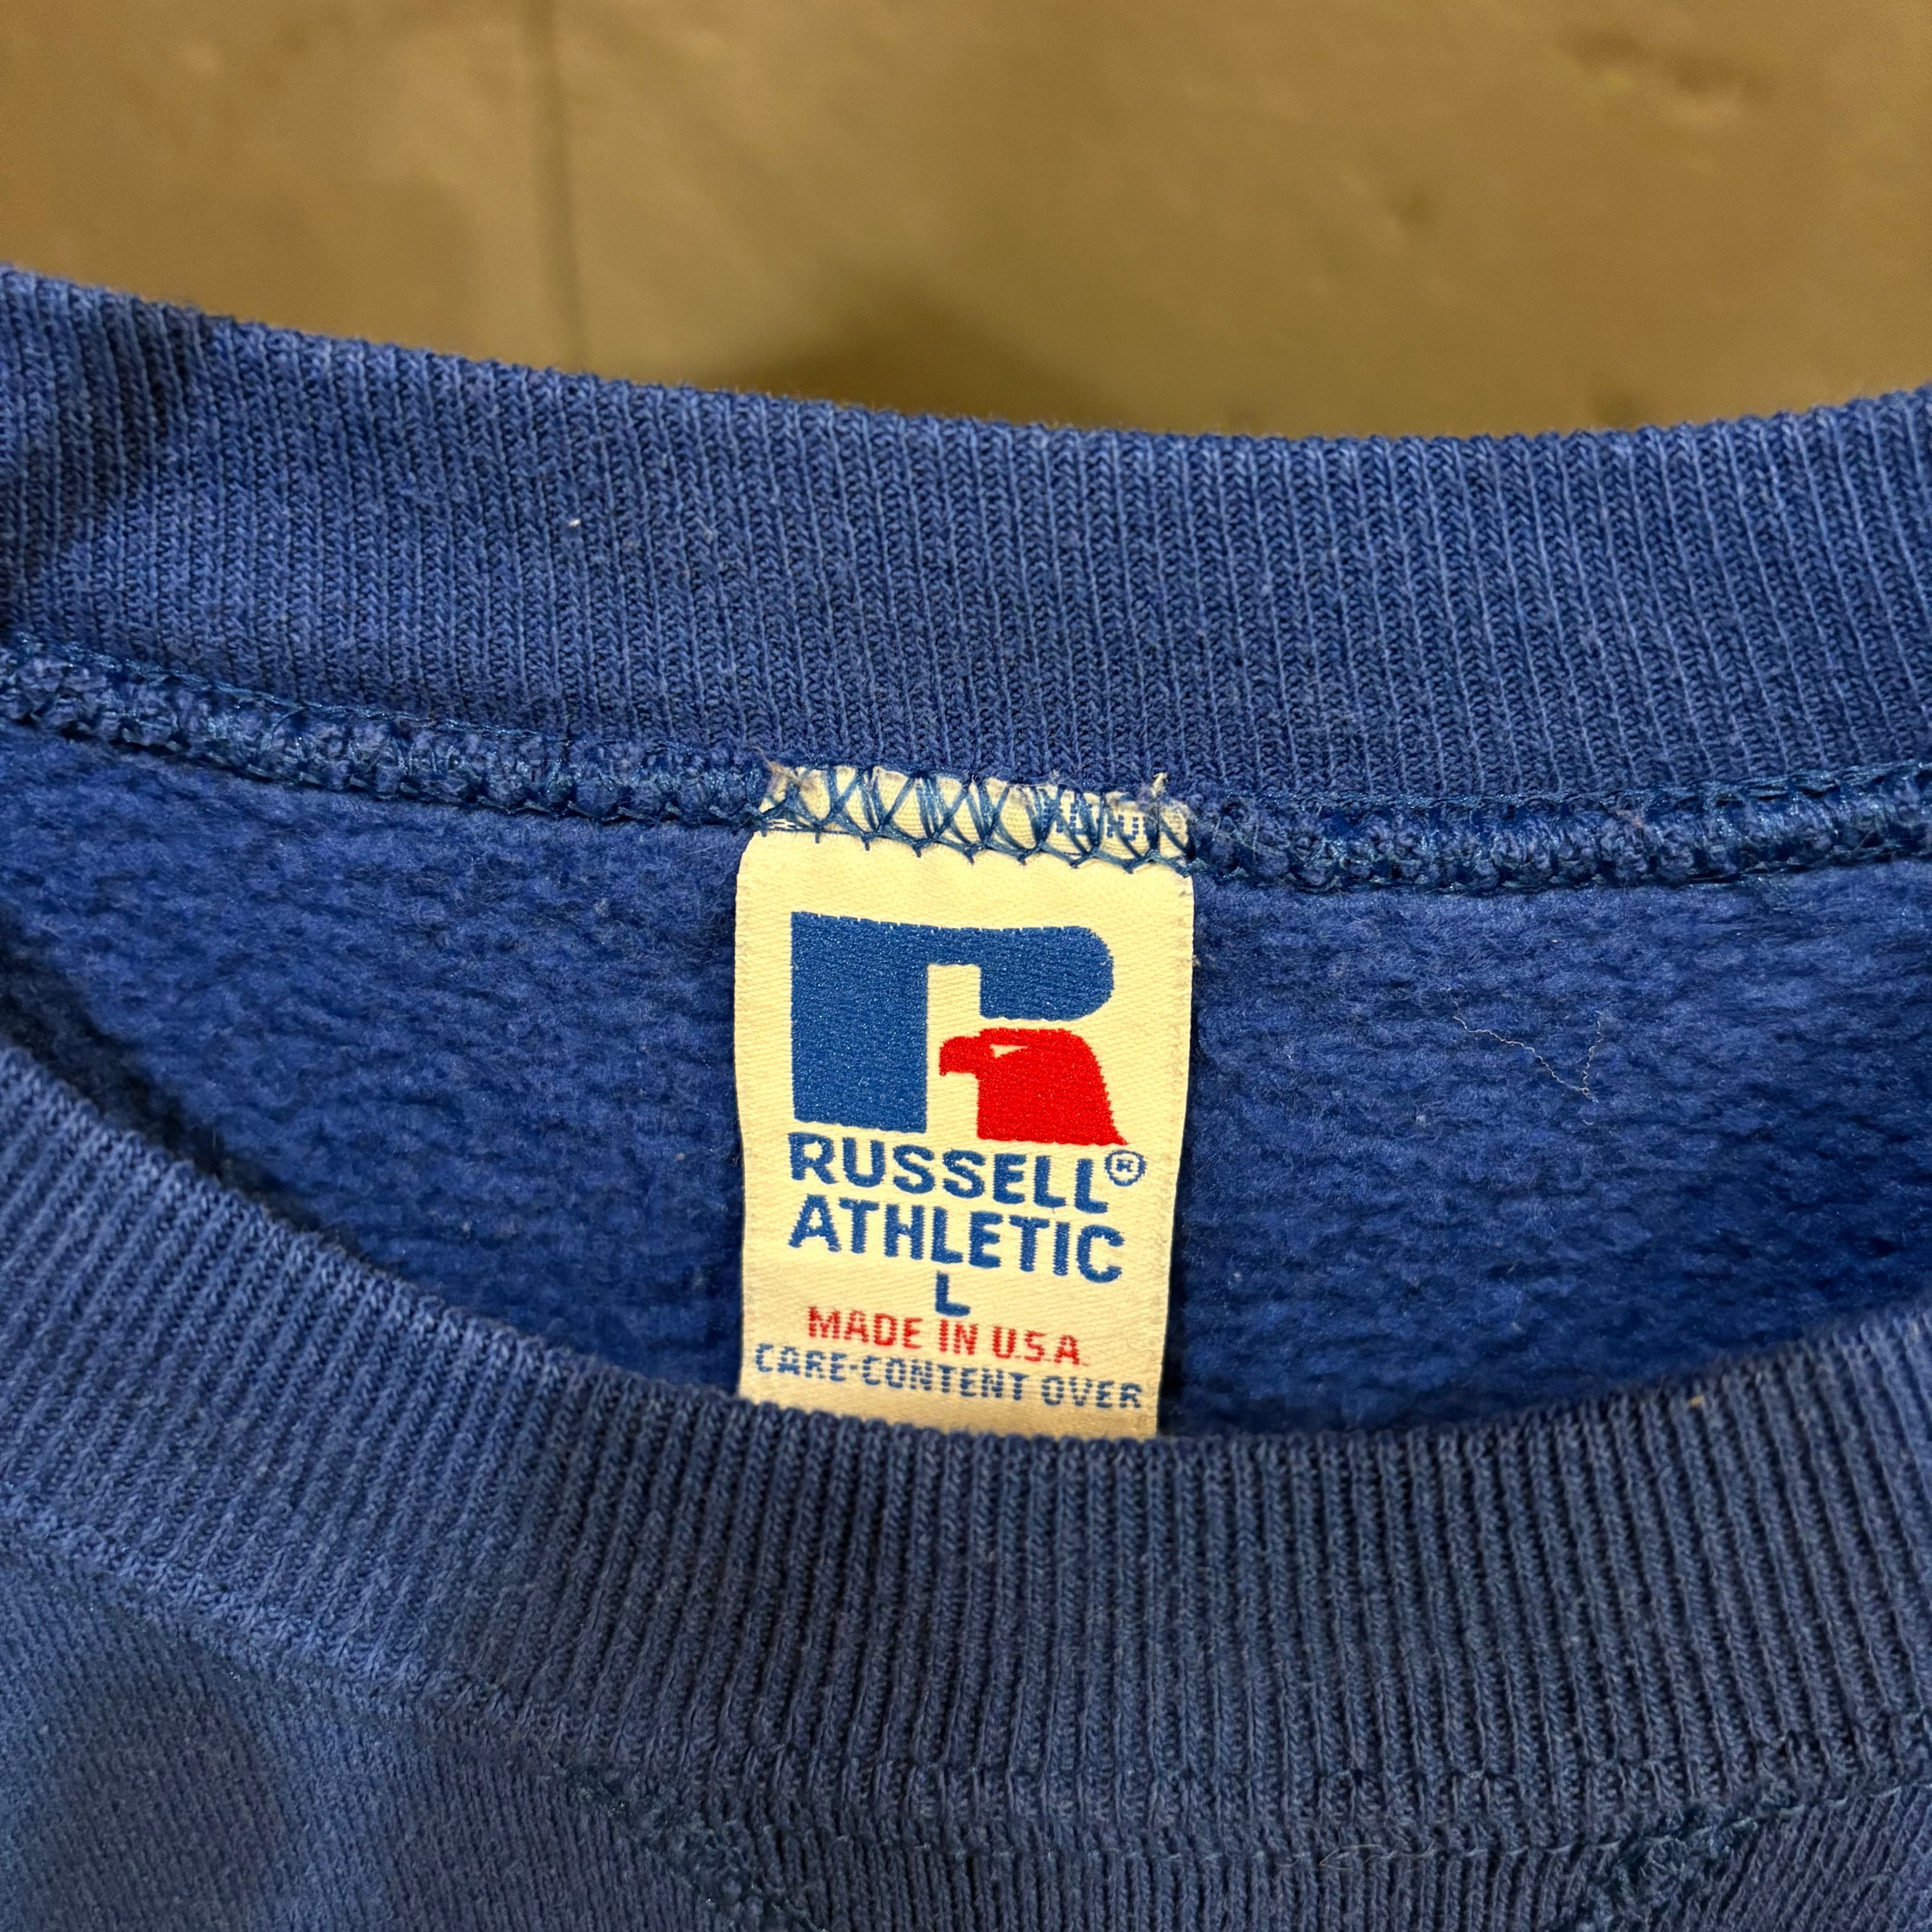 RUSSELL®
ATHLETIC
L
MADE IN U.S.A.
CARE-CONTENT OVER